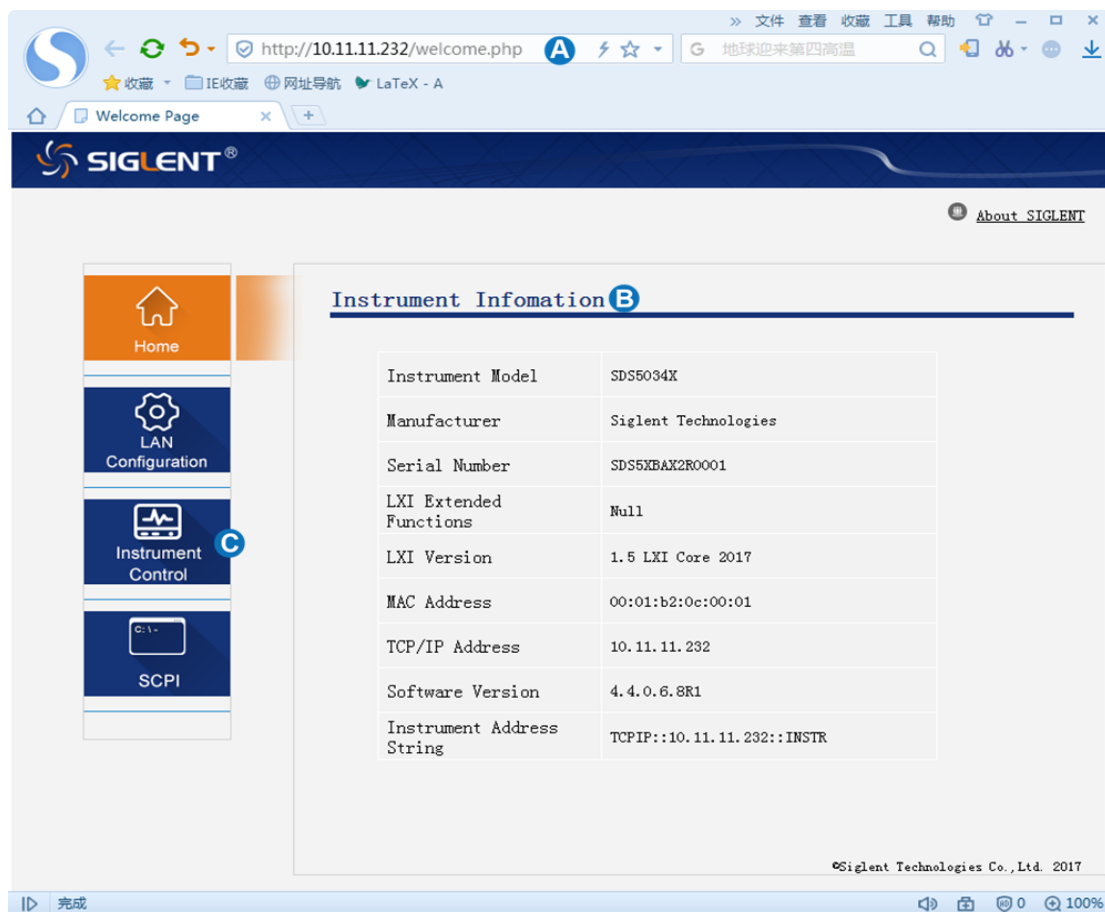 » 文件 查看 收藏 工具 帮助
http://10.11.11.232/welcome.php A G 地球迎来第四高温
收藏 IE收藏 网址导航 LaTeX - A
Welcome Page
SIGLENT®
About SIGLENT
Home
LAN
Configuration
Instrument
Control
C
C:\-
SCPI
Instrument Infomation B
Instrument Model SDS5034X
Manufacturer Siglent Technologies
Serial Number SDS5XBAX2R0001
LXI Extended
Functions Null
LXI Version 1.5 LXI Core 2017
MAC Address 00:01:b2:0c:00:01
TCP/IP Address 10.11.11.232
Software Version 4.4.0.6.8R1
Instrument Address
String TCPIP::10.11.11.232::INSTR
©Siglent Technologies Co.,Ltd. 2017
完成 0 100%